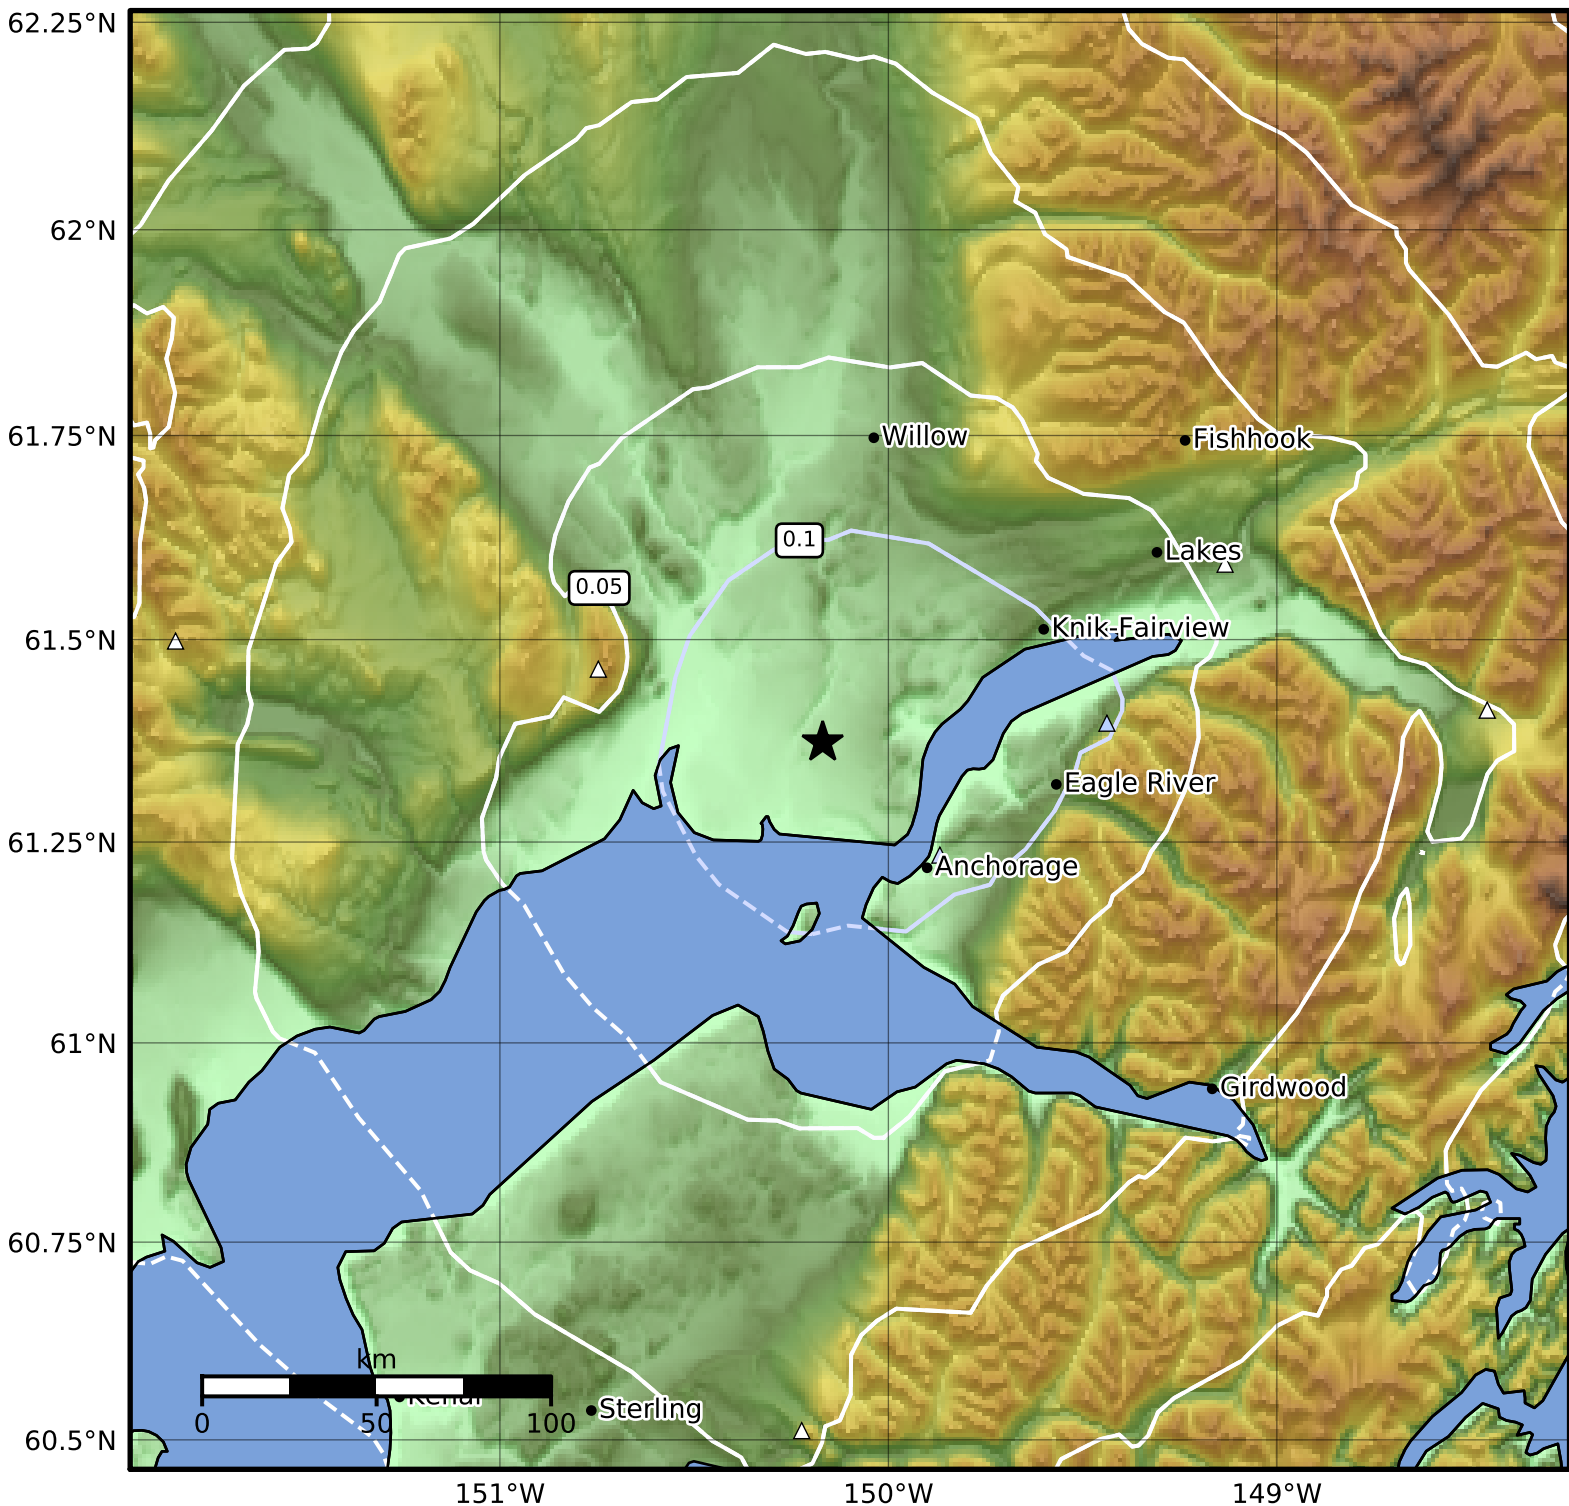 62.25°N
62°N
61.75°N
61.5°N
61.25°N
61°N
60.75°N
60.5°N
Willow
Fishhook
0.1
Lakes
0.05
Knik-Fairview
Eagle River
Anchorage
Girdwood
km
Kenai
Sterling
0 50 100
151°W 150°W 149°W